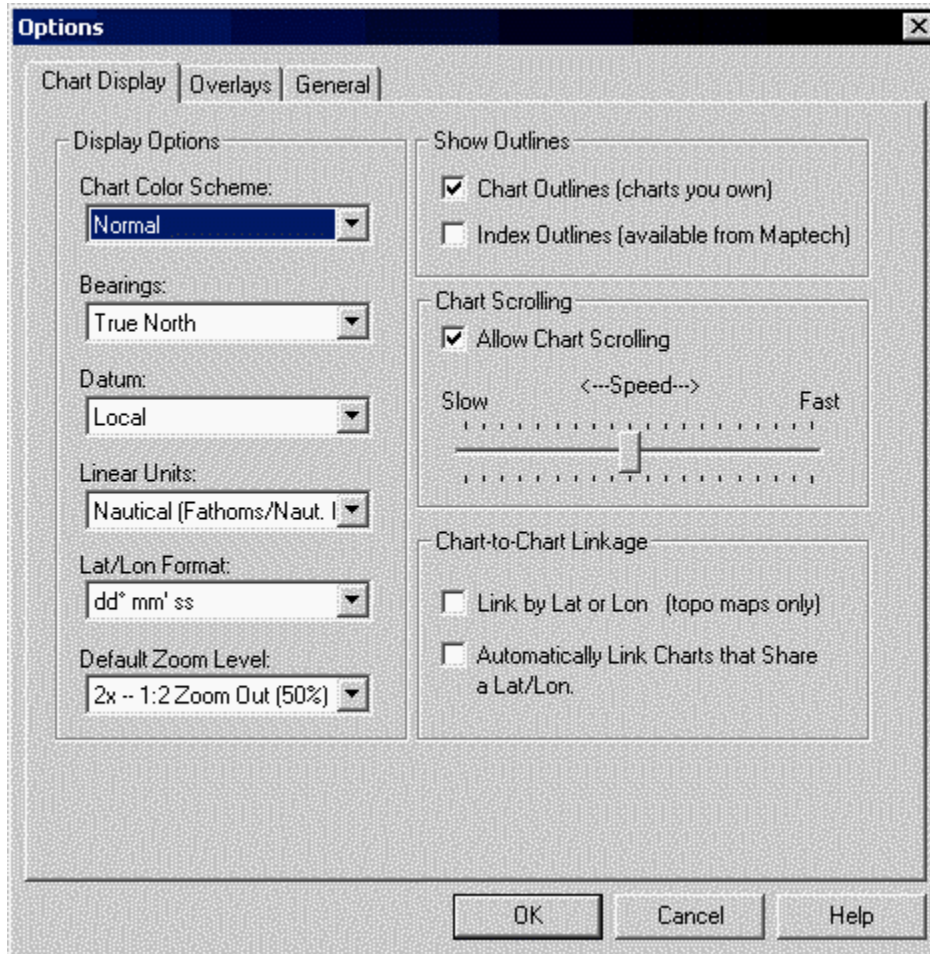 Options
Chart Display
Overlays
General
Display Options
Chart Color Scheme:
Normal
Bearings:
True North
Datum:
Local
Linear Units:
Nautical (Fathoms/Naut.
Lat/Lon Format:
dd° mm' ss
Default Zoom Level:
2x -- 1:2 Zoom Out (50%)
Show Outlines
Chart Outlines (charts you own)
Index Outlines (available from Maptech)
Chart Scrolling
Allow Chart Scrolling
<---Speed--->
Slow
Fast
Chart-to-Chart Linkage
Link by Lat or Lon (topo maps only)
Automatically Link Charts that Share
a Lat/Lon.
OK
Cancel
Help